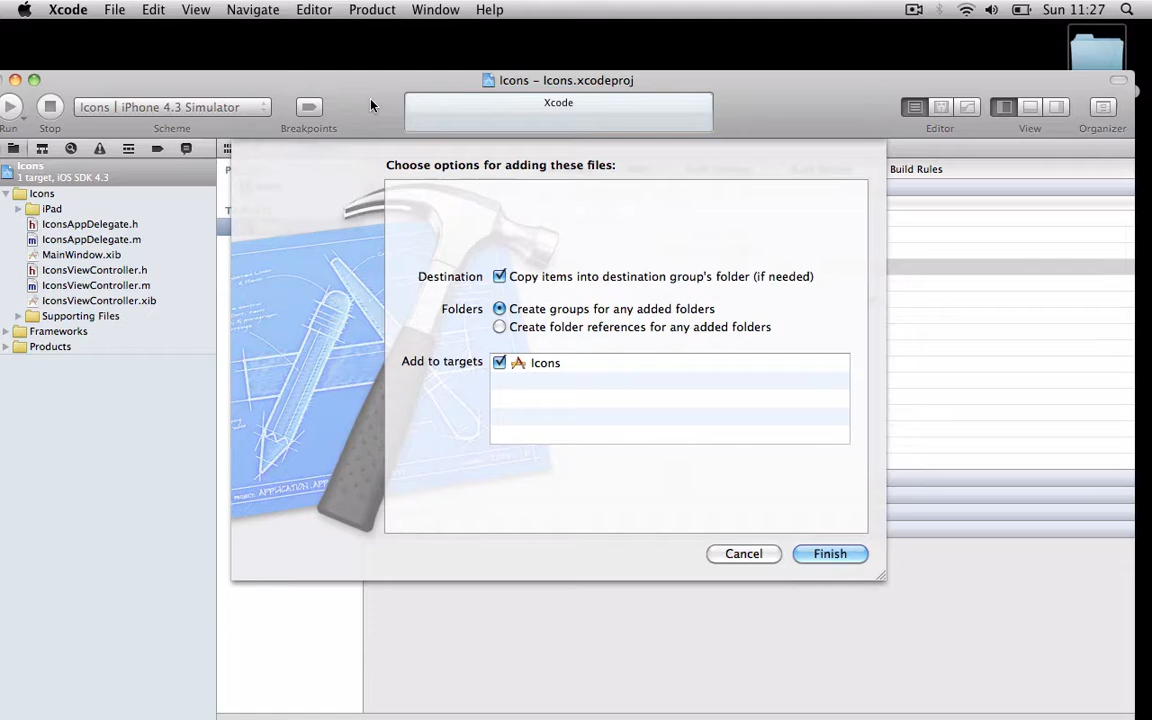 Xcode File Edit View Navigate Editor Product Window Help Sun 11:27
Icons – Icons.xcodeproj
Icons | iPhone 4.3 Simulator
Xcode
Run Stop Scheme Breakpoints Editor View Organizer
Icons
1 target, iOS SDK 4.3
Icons
iPad
IconsAppDelegate.h
IconsAppDelegate.m
MainWindow.xib
IconsViewController.h
IconsViewController.m
IconsViewController.xib
Supporting Files
Frameworks
Products
Build Rules
Choose options for adding these files:
Destination Copy items into destination group's folder (if needed)
Folders Create groups for any added folders
Create folder references for any added folders
Add to targets Icons
Cancel Finish